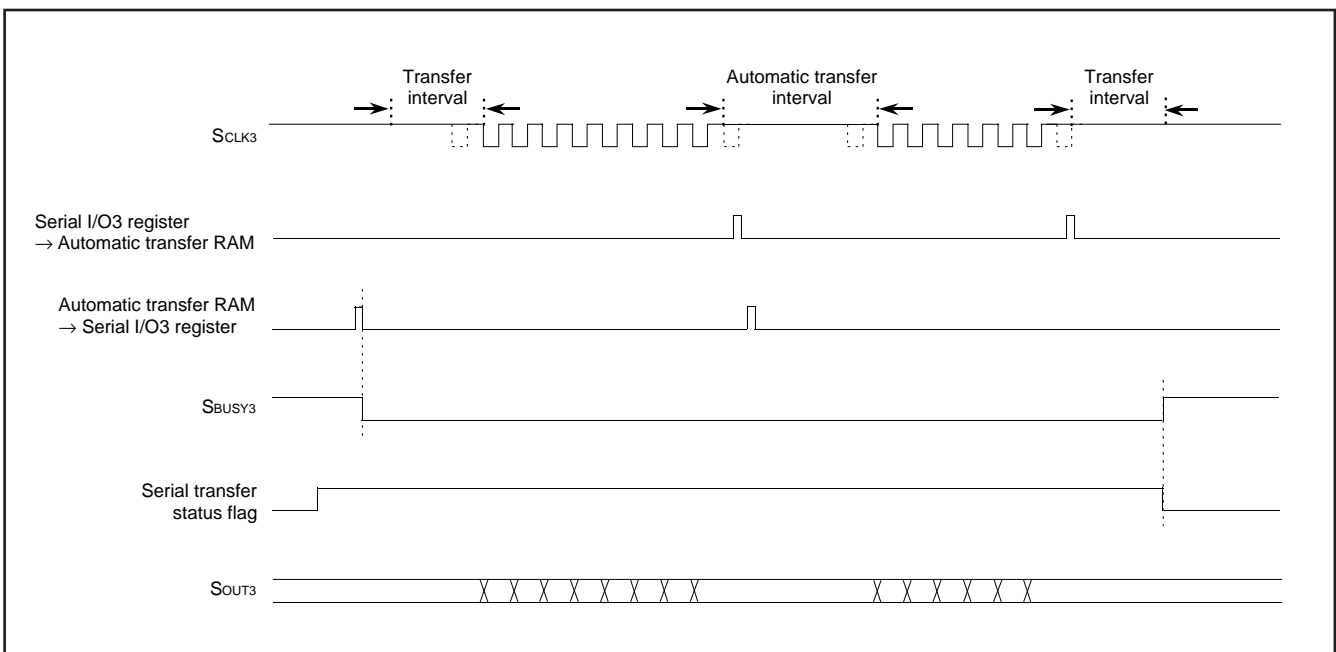 Transfer
interval
Automatic transfer
interval
Transfer
interval
SCLK3
Serial I/O3 register
→ Automatic transfer RAM
Automatic transfer RAM
→ Serial I/O3 register
SBUSY3
Serial transfer
status flag
SOUT3